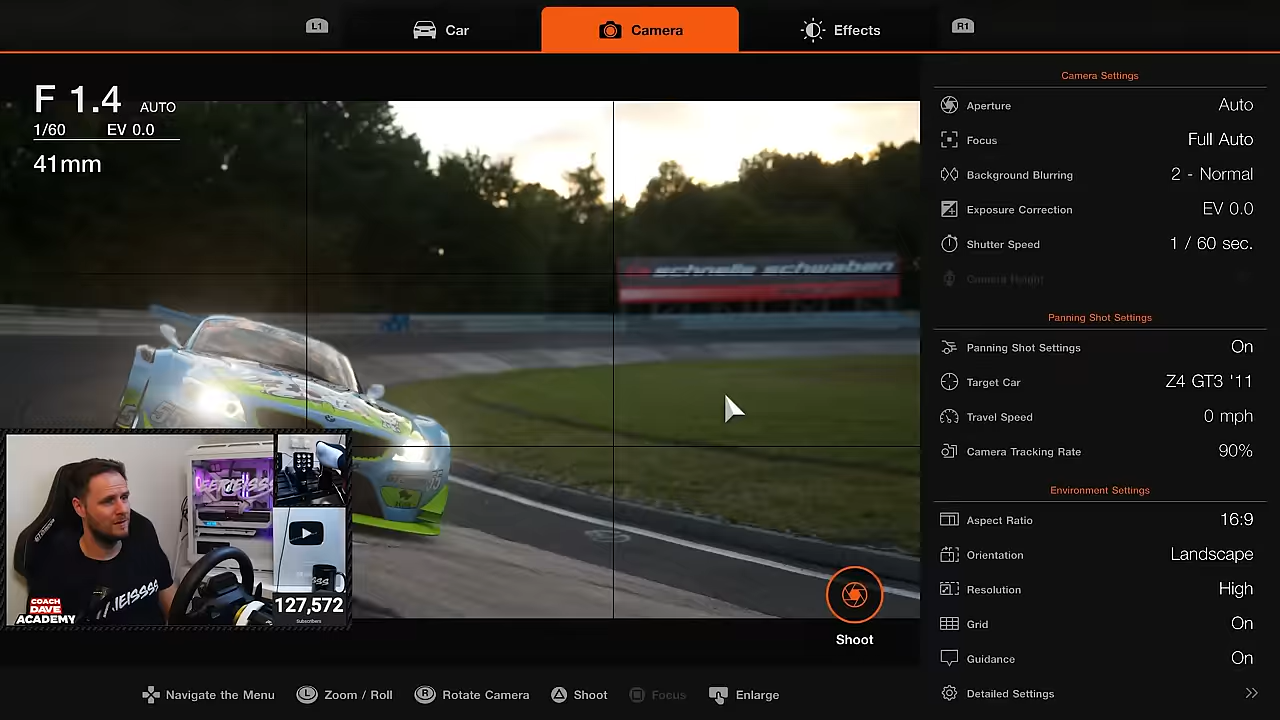 L1
Car
Camera
Effects
R1
F 1.4 AUTO
1/60 EV 0.0
41mm
Camera Settings
Aperture Auto
Focus Full Auto
Background Blurring 2 - Normal
Exposure Correction EV 0.0
Shutter Speed 1 / 60 sec.
Camera Height
Panning Shot Settings
Panning Shot Settings On
Target Car Z4 GT3 '11
Travel Speed 0 mph
Camera Tracking Rate 90%
Environment Settings
Aspect Ratio 16:9
Orientation Landscape
Resolution High
Grid On
Guidance On
Detailed Settings
schnelle schwaben
COACH
DAVE
ACADEMY
127,572
Subscribers
Shoot
Navigate the Menu
L Zoom / Roll
R Rotate Camera
Shoot
Focus
Enlarge